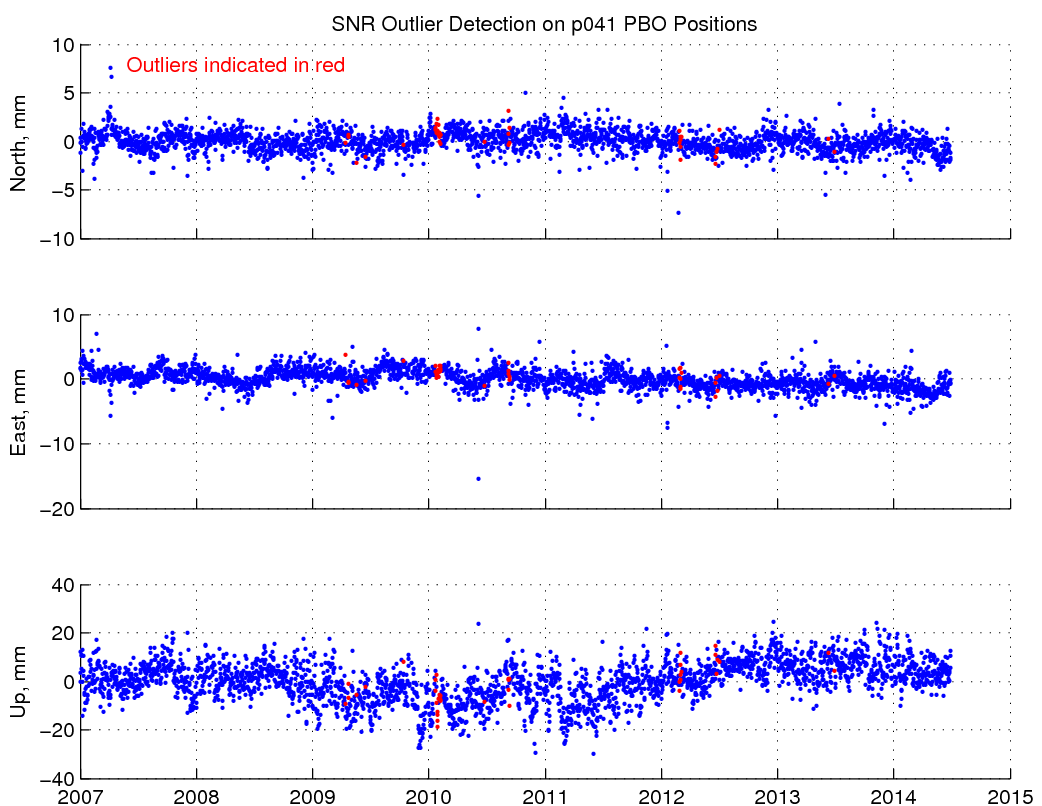 SNR Outlier Detection on p041 PBO Positions
10
Outliers indicated in red
5
0
−5
−10
North, mm
10
0
−10
−20
East, mm
40
20
0
−20
−40
Up, mm
2007 2008 2009 2010 2011 2012 2013 2014 2015